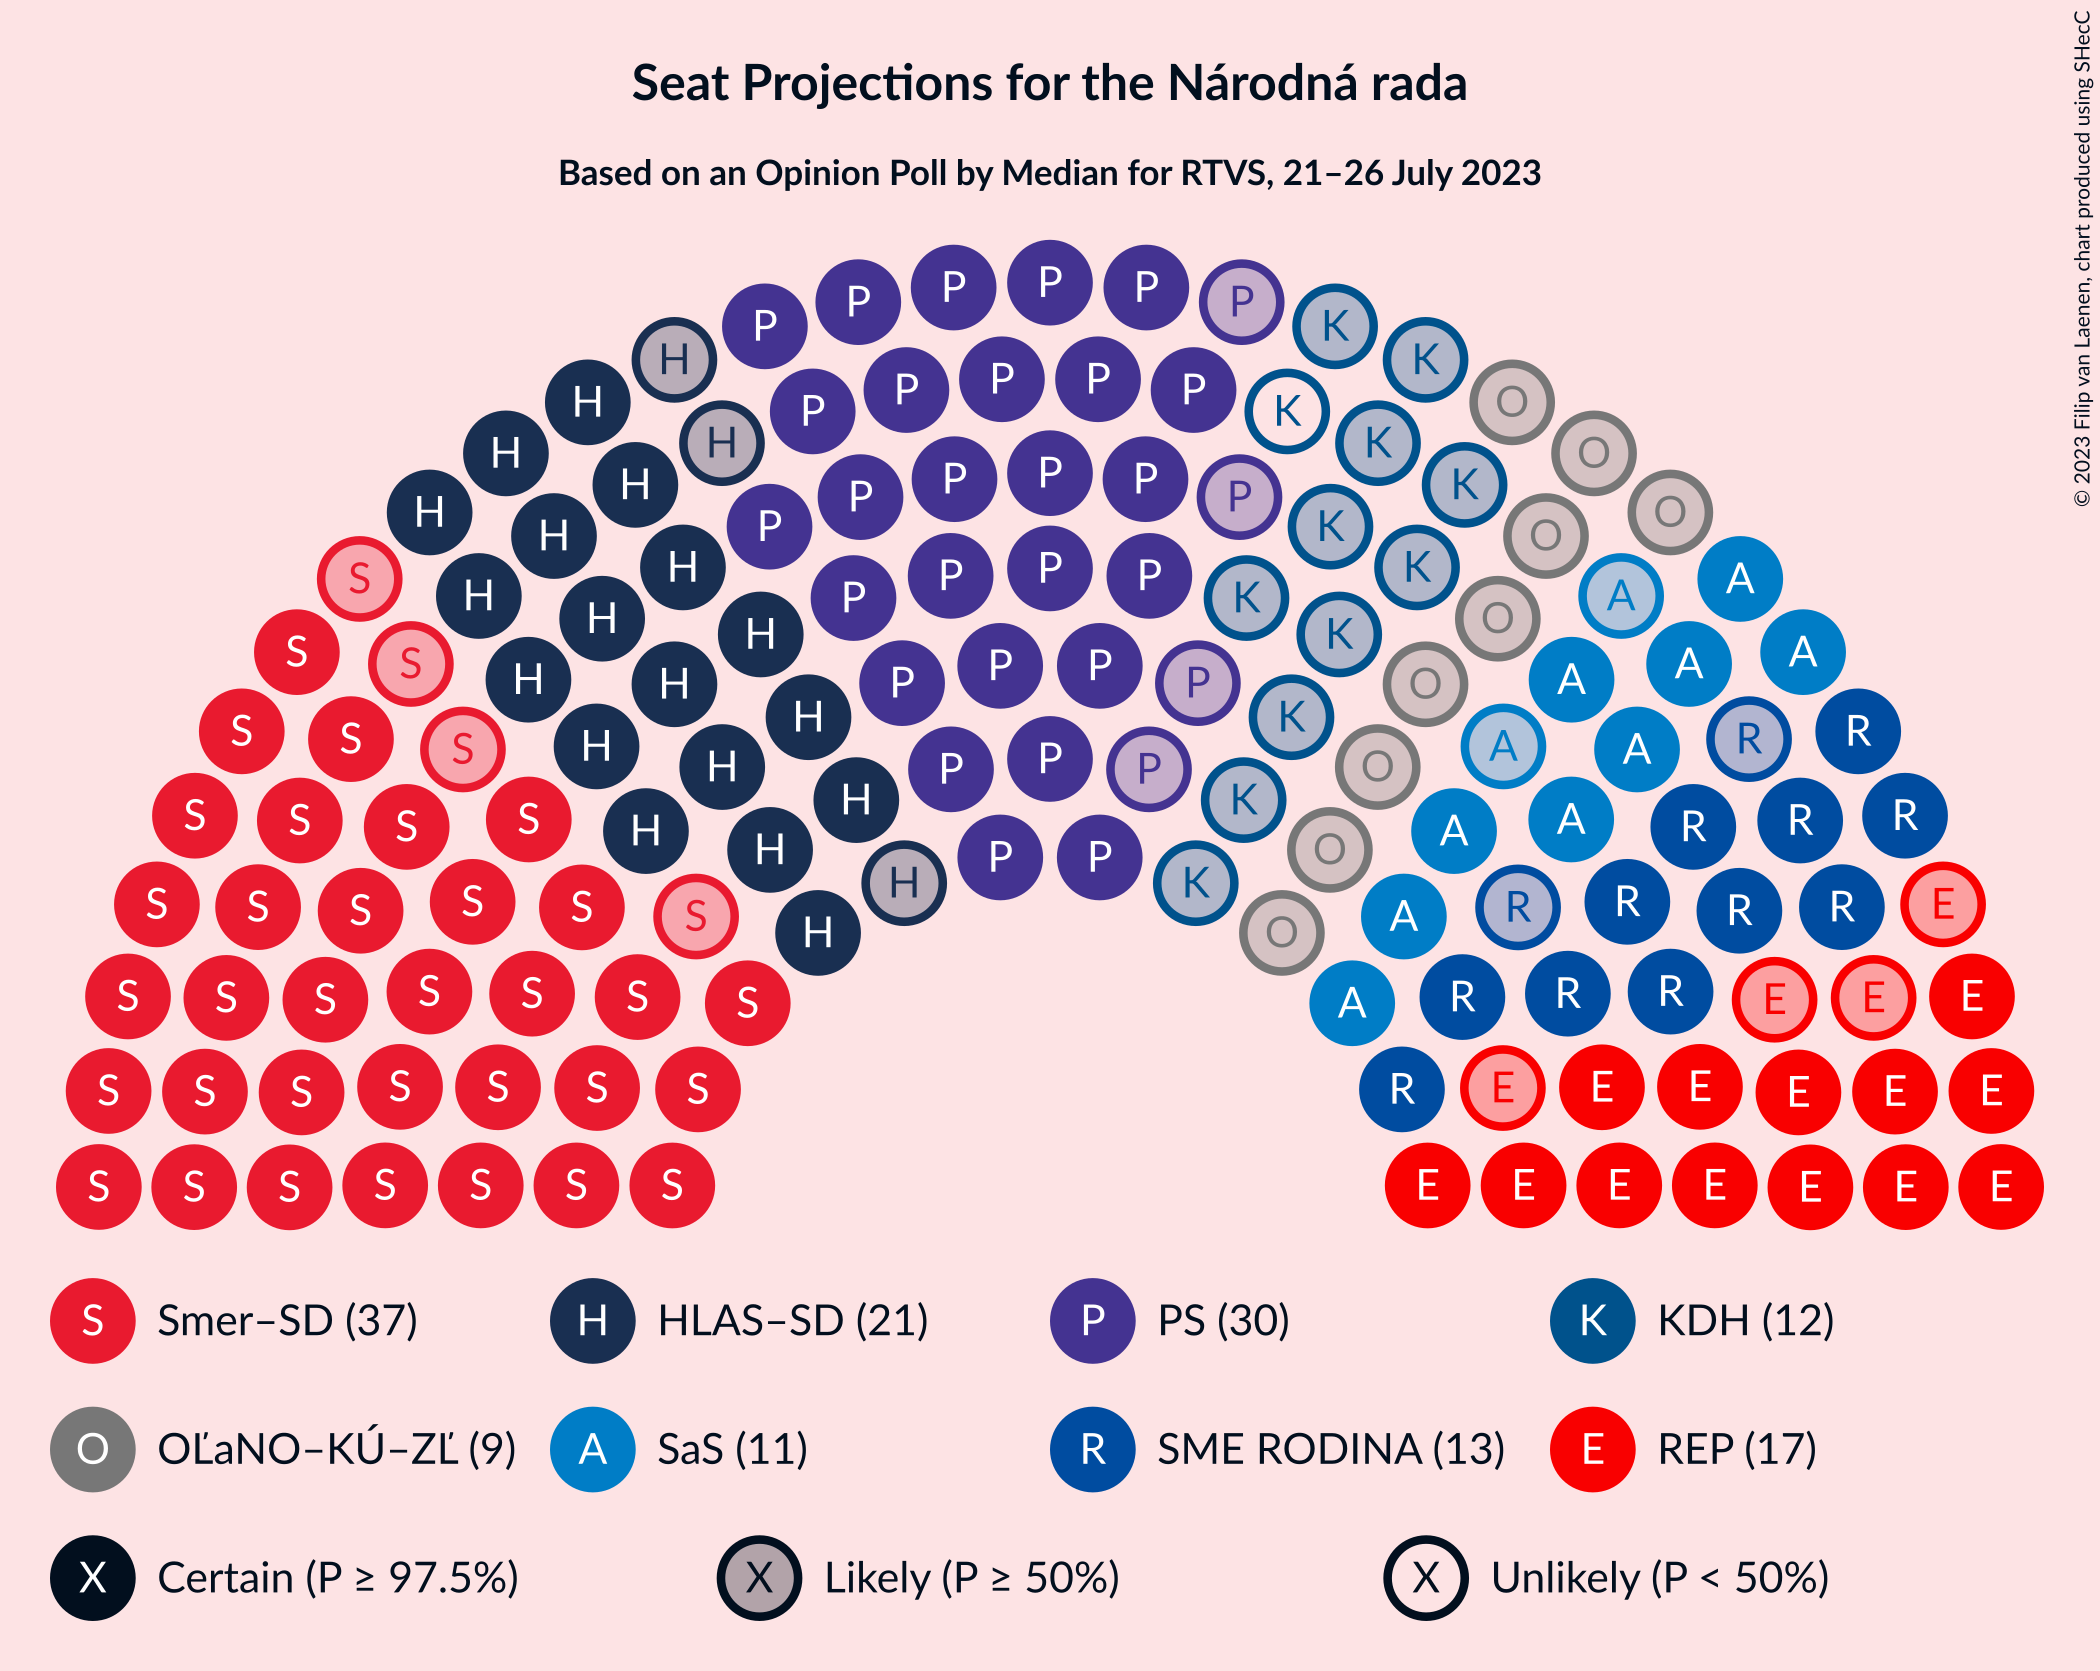 Seat Projections for the Národná rada
Based on an Opinion Poll by Median for RTVS, 21–26 July 2023
© 2023 Filip van Laenen, chart produced using SHecC
P P P P P P
H P K K
H P P P P K O
H H K K O
H H P P P P P P K O
S H H P K O O
S S H H P P P P K K O A A
S S S H H H P P P P K K O A A A
S S S S H H H P P P K O A A R R
S S S S S H H H P P K O A A R R R
S S S S S S H H P P K O A R R R R E
S S S S S S S H O A R R R E E E
S S S S S S S R E E E E E E
S S S S S S S E E E E E E E
S Smer–SD (37) H HLAS–SD (21) P PS (30) K KDH (12)
O OĽaNO–KÚ–ZĽ (9) A SaS (11) R SME RODINA (13) E REP (17)
X Certain (P ≥ 97.5%) X Likely (P ≥ 50%) X Unlikely (P < 50%)